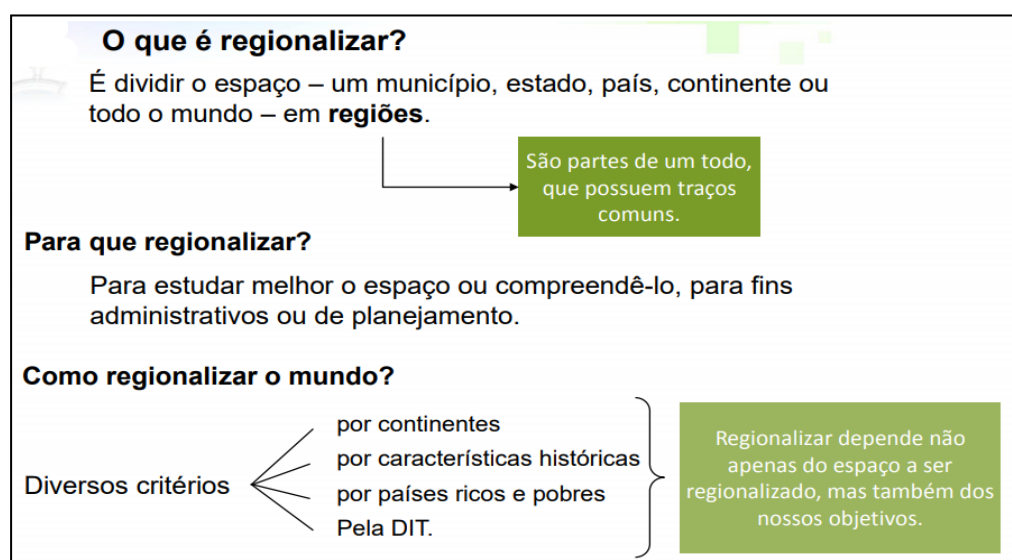 O que é regionalizar?
É dividir o espaço – um município, estado, país, continente ou
todo o mundo – em regiões.
São partes de um todo,
que possuem traços
comuns.
Para que regionalizar?
Para estudar melhor o espaço ou compreendê-lo, para fins
administrativos ou de planejamento.
Como regionalizar o mundo?
Diversos critérios
por continentes
por características históricas
por países ricos e pobres
Pela DIT.
Regionalizar depende não
apenas do espaço a ser
regionalizado, mas também dos
nossos objetivos.